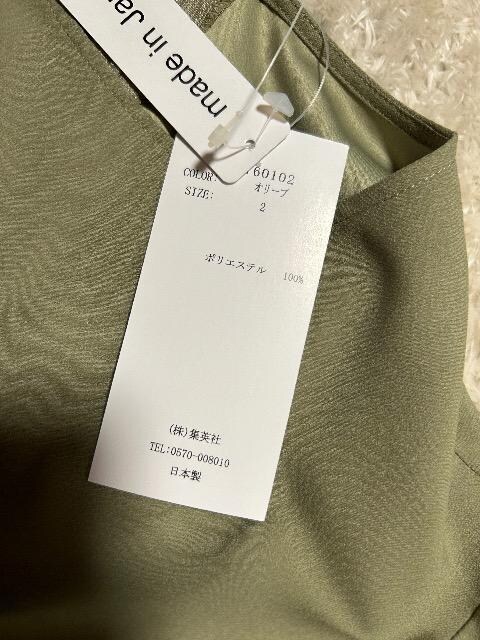 made in Ja
60102
COLOR: オリーブ
SIZE: 2
ポリエステル 100%
(株)集英社
TEL:0570-008010
日本製